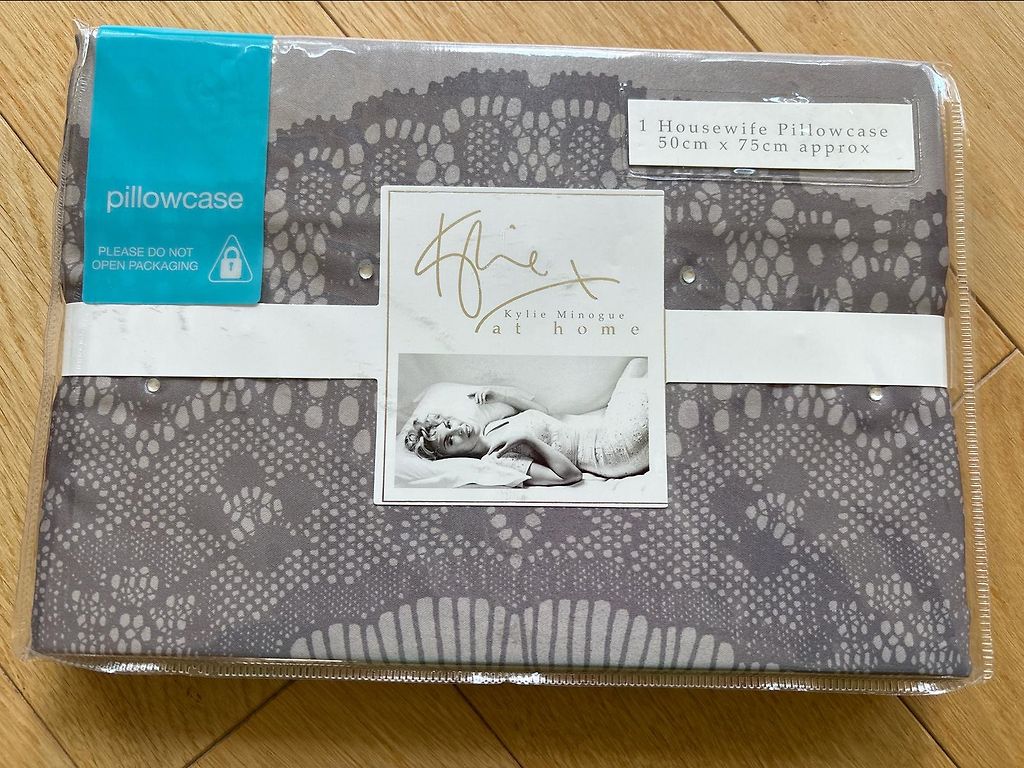 pillowcase
PLEASE DO NOT
OPEN PACKAGING
1 Housewife Pillowcase
50cm x 75cm approx
Kylie x
Kylie Minogue
at home